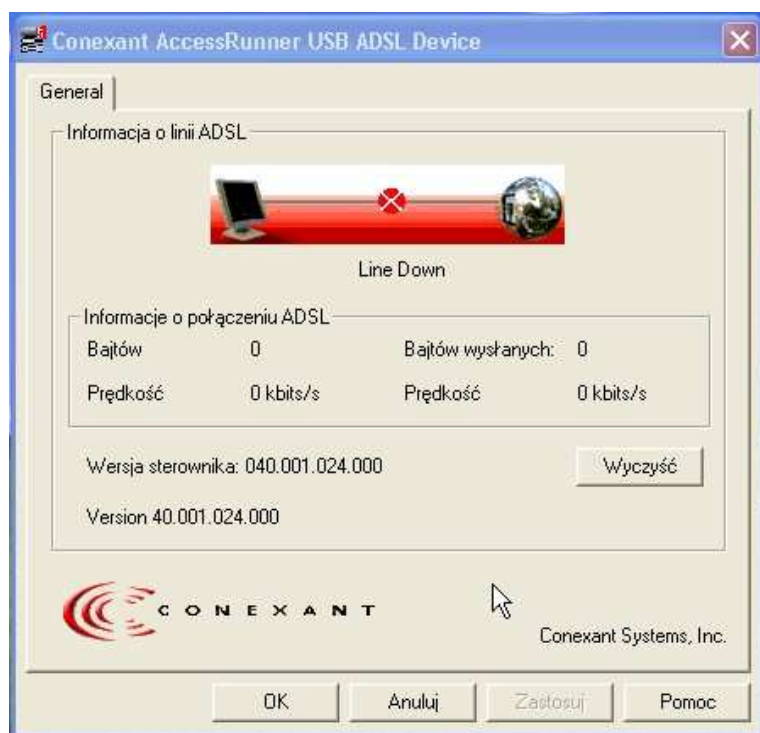 Conexant AccessRunner USB ADSL Device
General
Informacja o linii ADSL
Line Down
Informacje o połączeniu ADSL
Bajtów 0 Bajtów wysłanych: 0
Prędkość 0 kbits/s Prędkość 0 kbits/s
Wersja sterownika: 040.001.024.000 Wyczyść
Version 40.001.024.000
CONEXANT
Conexant Systems, Inc.
OK Anuluj Zastosuj Pomoc